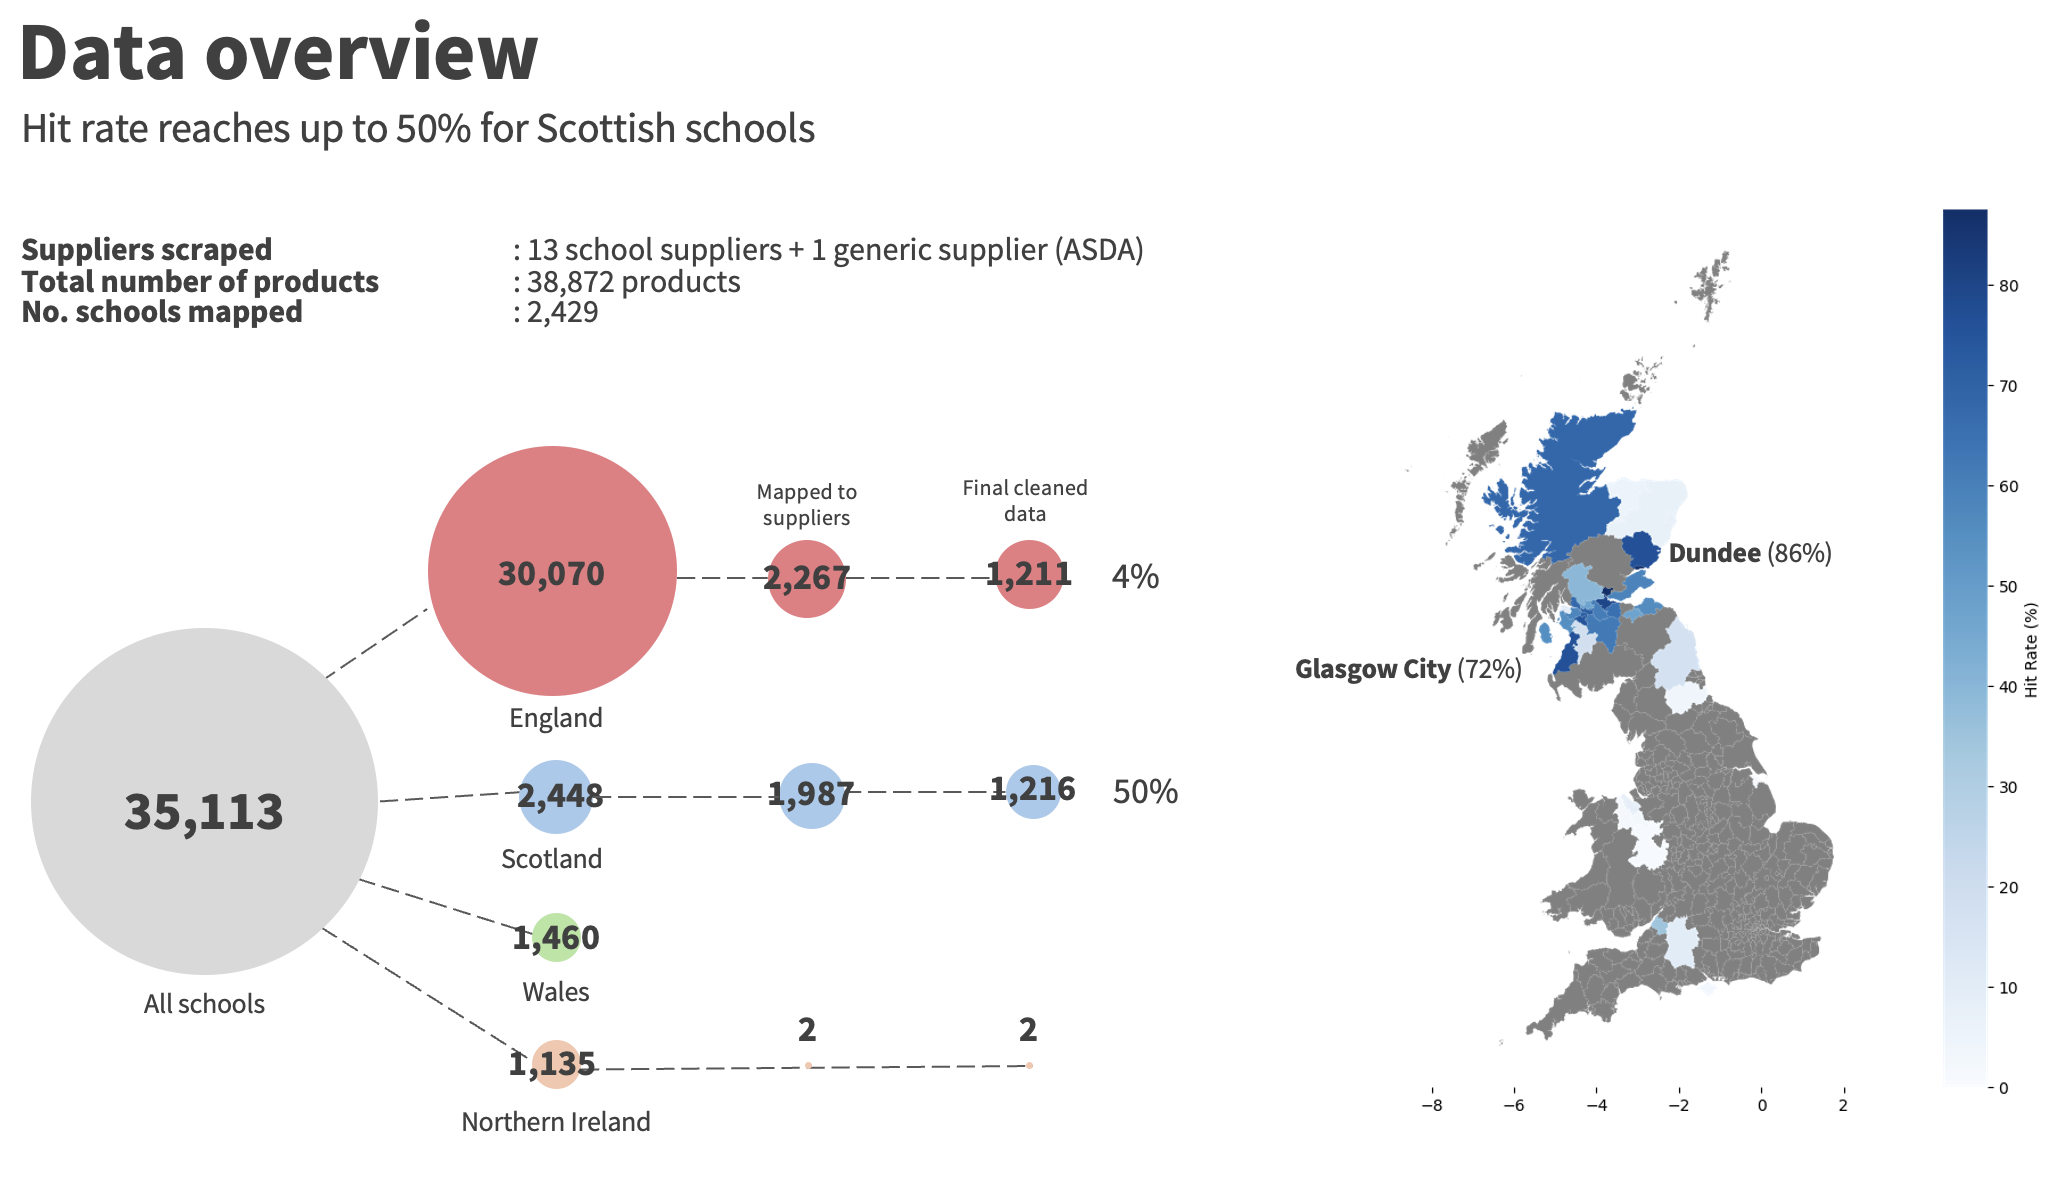 Data overview
Hit rate reaches up to 50% for Scottish schools
Suppliers scraped : 13 school suppliers + 1 generic supplier (ASDA)
Total number of products : 38,872 products
No. schools mapped : 2,429
35,113
All schools
30,070
England
Mapped to
suppliers
2,267
Final cleaned
data
1,211
4%
2,448
Scotland
1,987
1,216
50%
1,460
Wales
1,135
Northern Ireland
2
2
Dundee (86%)
Glasgow City (72%)
−8 −6 −4 −2 0 2
80
70
60
50
40
30
20
10
0
Hit Rate (%)